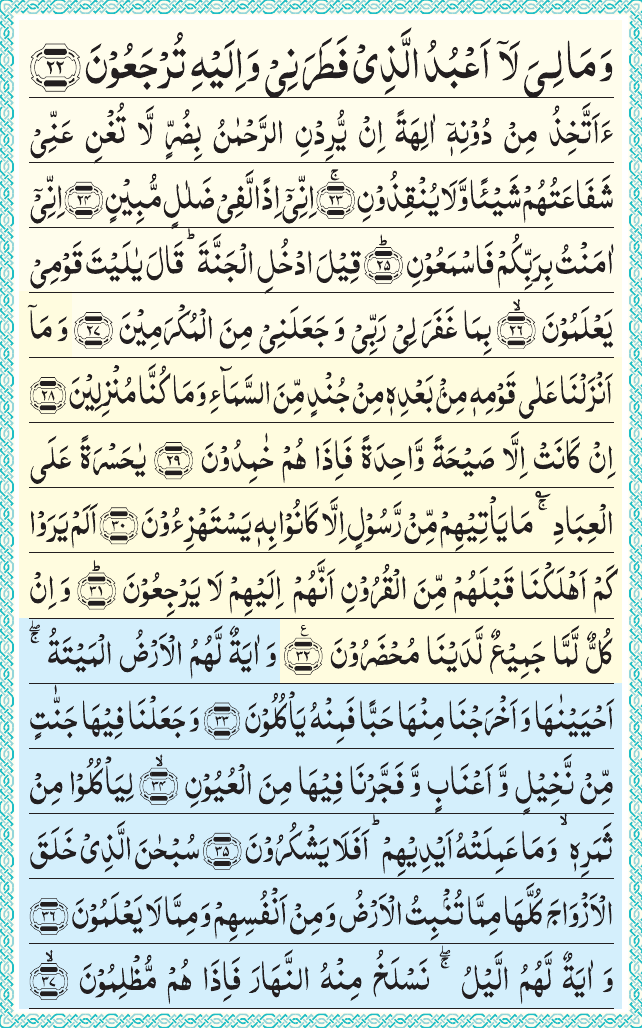 وَمَا لِیَ لَاۤ اَعْبُدُ الَّذِیْ فَطَرَنِیْ وَاِلَیْهِ تُرْجَعُوْنَ ﴿۲۲﴾
ءَاَتَّخِذُ مِنْ دُوْنِهٖۤ اٰلِهَةً اِنْ یُّرِدْنِ الرَّحْمٰنُ بِضُرٍّ لَّا تُغْنِ عَنِّیْ
شَفَاعَتُهُمْ شَیْـًٔا وَّلَا یُنْقِذُوْنِ ﴿۲۳﴾ۚ اِنِّیْۤ اِذًا لَّفِیْ ضَلٰلٍ مُّبِیْنٍ ﴿۲۴﴾ اِنِّیْۤ
اٰمَنْتُ بِرَبِّكُمْ فَاسْمَعُوْنِ ﴿۲۵﴾ؕ قِیْلَ ادْخُلِ الْجَنَّةَ ؕ قَالَ یٰلَیْتَ قَوْمِیْ
یَعْلَمُوْنَ ﴿۲۶﴾ۙ بِمَا غَفَرَ لِیْ رَبِّیْ وَ جَعَلَنِیْ مِنَ الْمُكْرَمِیْنَ ﴿۲۷﴾ وَ مَاۤ
اَنْزَلْنَا عَلٰی قَوْمِهٖ مِنْۢ بَعْدِهٖ مِنْ جُنْدٍ مِّنَ السَّمَآءِ وَمَا كُنَّا مُنْزِلِیْنَ ﴿۲۸﴾
اِنْ كَانَتْ اِلَّا صَیْحَةً وَّاحِدَةً فَاِذَا هُمْ خٰمِدُوْنَ ﴿۲۹﴾ یٰحَسْرَةً عَلَی
الْعِبَادِ ۚؔ مَا یَاْتِیْهِمْ مِّنْ رَّسُوْلٍ اِلَّا كَانُوْا بِهٖ یَسْتَهْزِءُوْنَ ﴿۳۰﴾ اَلَمْ یَرَوْا
كَمْ اَهْلَكْنَا قَبْلَهُمْ مِّنَ الْقُرُوْنِ اَنَّهُمْ اِلَیْهِمْ لَا یَرْجِعُوْنَ ﴿۳۱﴾ؕ وَ اِنْ
كُلٌّ لَّمَّا جَمِیْعٌ لَّدَیْنَا مُحْضَرُوْنَ ﴿۳۲﴾ع وَ اٰیَةٌ لَّهُمُ الْاَرْضُ الْمَیْتَةُ ۖۚ
اَحْیَیْنٰهَا وَ اَخْرَجْنَا مِنْهَا حَبًّا فَمِنْهُ یَاْكُلُوْنَ ﴿۳۳﴾ وَ جَعَلْنَا فِیْهَا جَنّٰتٍ
مِّنْ نَّخِیْلٍ وَّ اَعْنَابٍ وَّ فَجَّرْنَا فِیْهَا مِنَ الْعُیُوْنِ ﴿۳۴﴾ۙ لِیَاْكُلُوْا مِنْ
ثَمَرِهٖ ۙ وَمَا عَمِلَتْهُ اَیْدِیْهِمْ ؕ اَفَلَا یَشْكُرُوْنَ ﴿۳۵﴾ سُبْحٰنَ الَّذِیْ خَلَقَ
الْاَزْوَاجَ كُلَّهَا مِمَّا تُنْۢبِتُ الْاَرْضُ وَمِنْ اَنْفُسِهِمْ وَمِمَّا لَا یَعْلَمُوْنَ ﴿۳۶﴾
وَ اٰیَةٌ لَّهُمُ الَّیْلُ ۖۚ نَسْلَخُ مِنْهُ النَّهَارَ فَاِذَا هُمْ مُّظْلِمُوْنَ ﴿۳۷﴾ۙ